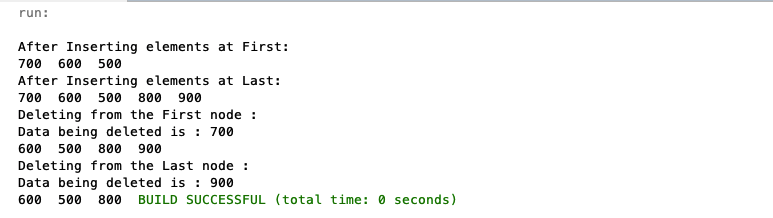 run:
After Inserting elements at First:
700  600  500
After Inserting elements at Last:
700  600  500  800  900
Deleting from the First node :
Data being deleted is : 700
600  500  800  900
Deleting from the Last node :
Data being deleted is : 900
600  500  800  BUILD SUCCESSFUL (total time: 0 seconds)